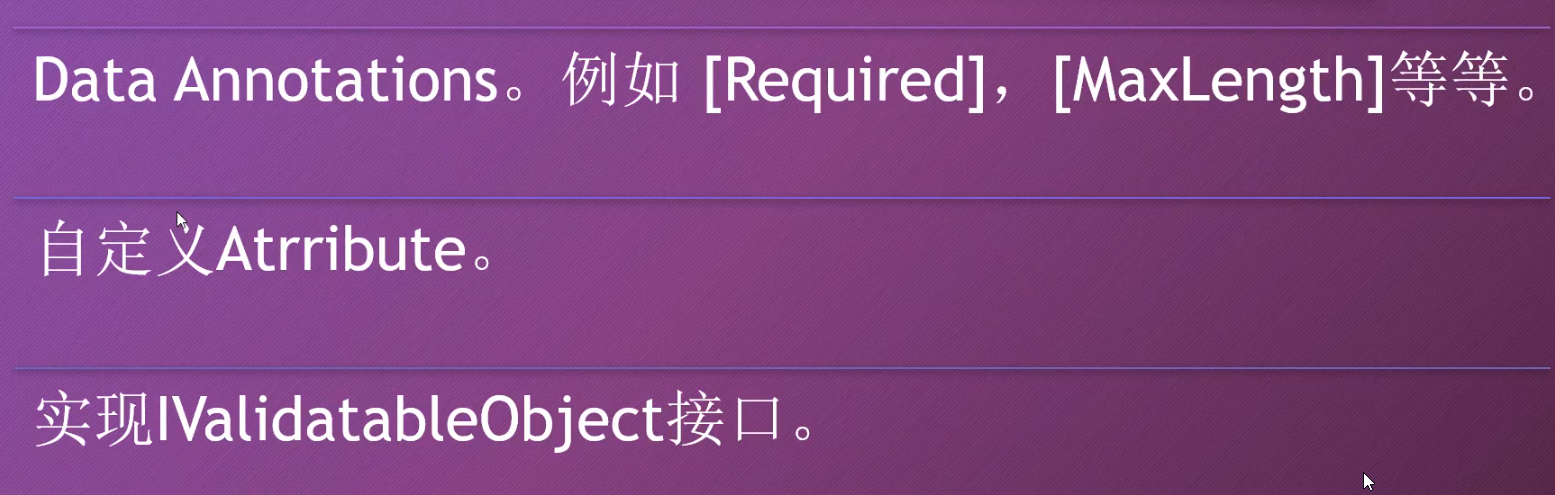 Data Annotations。例如 [Required]，[MaxLength]等等。
自定义Atrribute。
实现IValidatableObject接口。